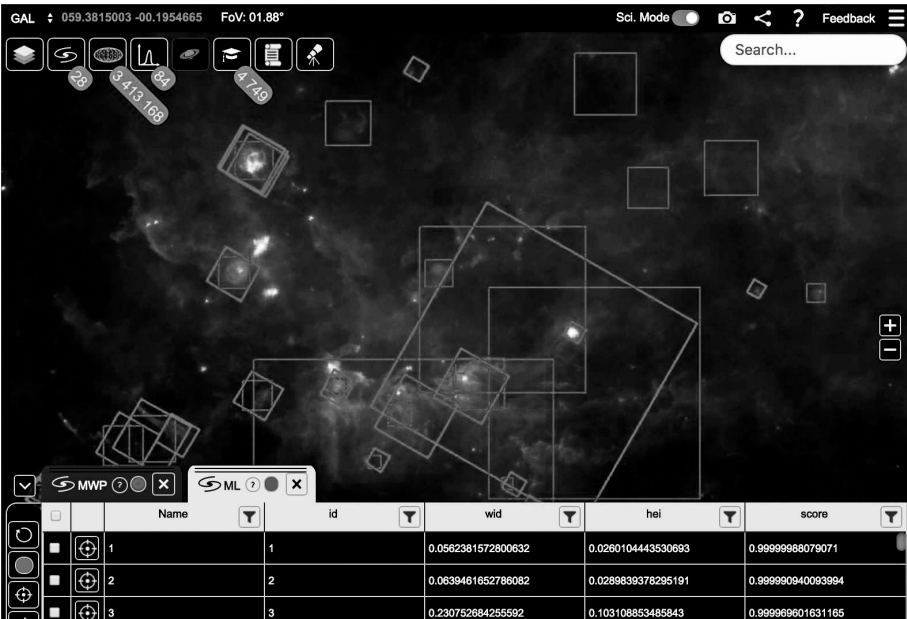 GAL 059.3815003 -00.1954665 FoV: 01.88° Sci. Mode ? Feedback
Search...
28 3 413 168 84 4 749
MWP ? X ML ? X
Name id wid hei score
1 1 0.0562381572800632 0.0260104443530693 0.99999988079071
2 2 0.0639461652786082 0.0289839378295191 0.999990940093994
3 3 0.230752684255592 0.103108853485843 0.999969601631165